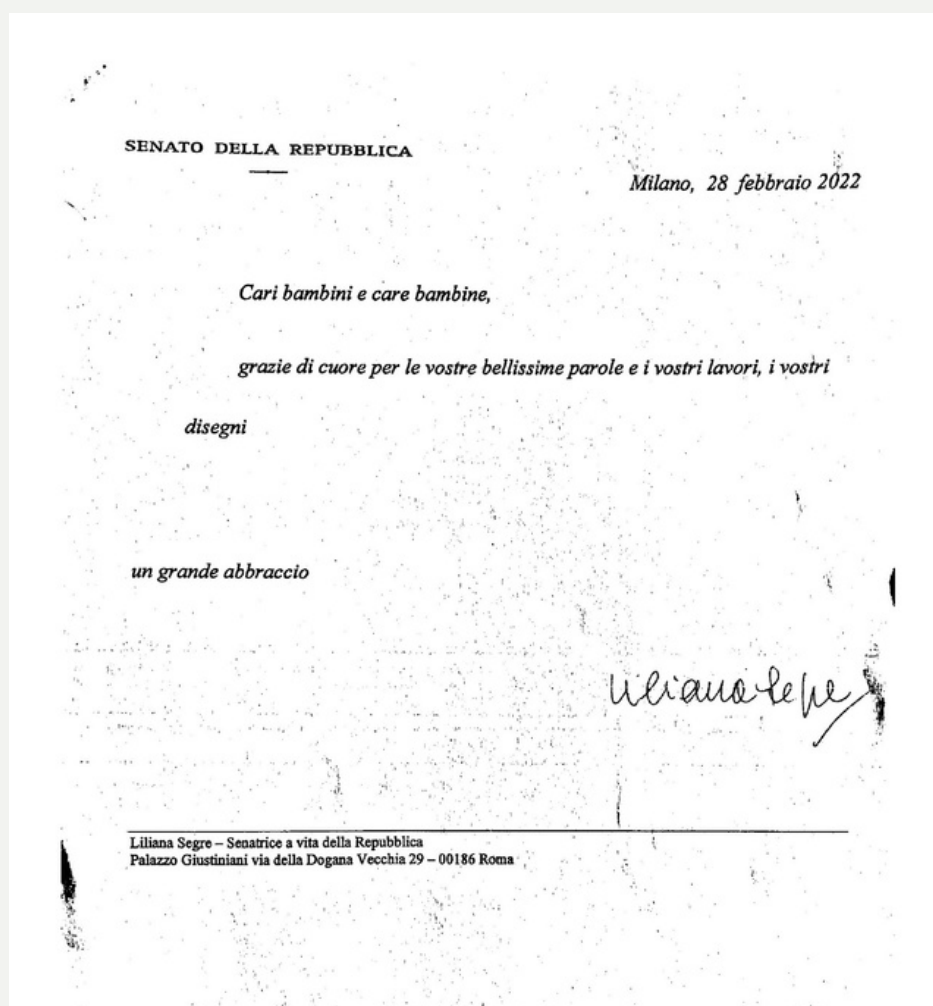 SENATO DELLA REPUBBLICA
Milano, 28 febbraio 2022
Cari bambini e care bambine,
grazie di cuore per le vostre bellissime parole e i vostri lavori, i vostri
disegni
un grande abbraccio
Liliana Segre
Liliana Segre – Senatrice a vita della Repubblica
Palazzo Giustiniani via della Dogana Vecchia 29 – 00186 Roma